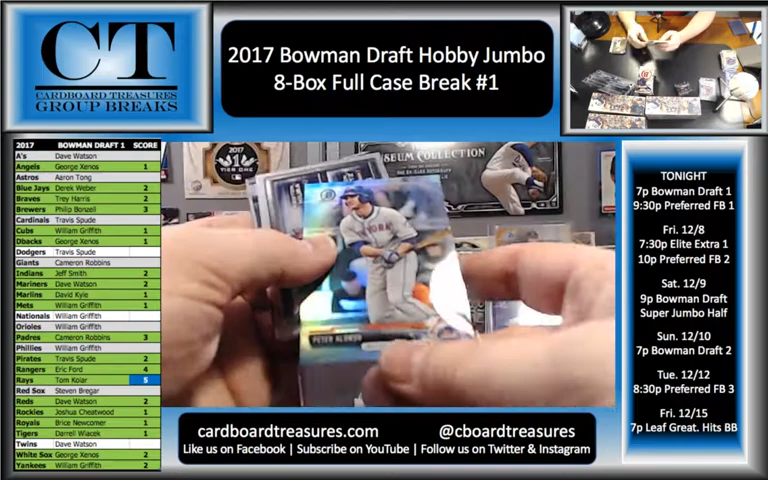 CT
CARDBOARD TREASURES
GROUP BREAKS
2017 Bowman Draft Hobby Jumbo
8-Box Full Case Break #1
2017 BOWMAN DRAFT 1 SCORE
A's Dave Watson
Angels George Xenos 1
Astros Aaron Tong
Blue Jays Derek Weber 2
Braves Trey Harris 2
Brewers Philip Bonzell 3
Cardinals Travis Spude
Cubs William Griffith 1
Dbacks George Xenos 1
Dodgers Travis Spude
Giants Cameron Robbins
Indians Jeff Smith 2
Mariners Dave Watson 2
Marlins David Kyle 1
Mets William Griffith 1
Nationals William Griffith
Orioles William Griffith
Padres Cameron Robbins 3
Phillies William Griffith
Pirates Travis Spude 2
Rangers Eric Ford 4
Rays Tom Kolar 5
Red Sox Steven Bregar
Reds Dave Watson 2
Rockies Joshua Cheatwood 1
Royals Brice Newcomer 1
Tigers Darrell Wiacek 1
Twins Dave Watson
White Sox George Xenos 2
Yankees William Griffith 2
2017
TIER ONE
MUSEUM COLLECTION
PETER ALONSO
TONIGHT
7p Bowman Draft 1
9:30p Preferred FB 1
Fri. 12/8
7:30p Elite Extra 1
10p Preferred FB 2
Sat. 12/9
9p Bowman Draft
Super Jumbo Half
Sun. 12/10
7p Bowman Draft 2
Tue. 12/12
8:30p Preferred FB 3
Fri. 12/15
7p Leaf Great. Hits BB
cardboardtreasures.com @cboardtreasures
Like us on Facebook | Subscribe on YouTube | Follow us on Twitter & Instagram